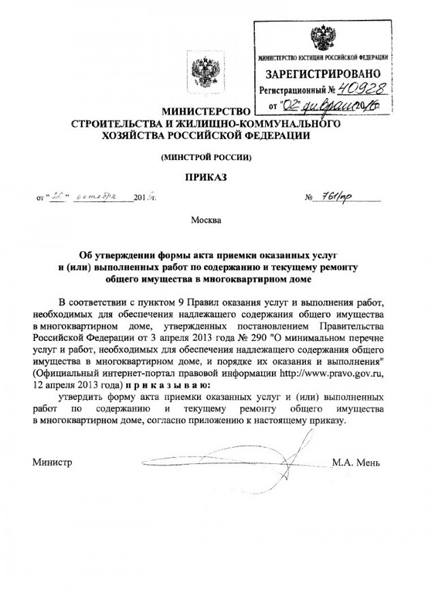 МИНИСТЕРСТВО ЮСТИЦИИ РОССИЙСКОЙ ФЕДЕРАЦИИ
ЗАРЕГИСТРИРОВАНО
Регистрационный № 40928
от "02"
МИНИСТЕРСТВО
СТРОИТЕЛЬСТВА И ЖИЛИЩНО-КОММУНАЛЬНОГО
ХОЗЯЙСТВА РОССИЙСКОЙ ФЕДЕРАЦИИ
(МИНСТРОЙ РОССИИ)
ПРИКАЗ
от "26" октября 2015г. № 761/пр
Москва
Об утверждении формы акта приемки оказанных услуг
и (или) выполненных работ по содержанию и текущему ремонту
общего имущества в многоквартирном доме
В соответствии с пунктом 9 Правил оказания услуг и выполнения работ,
необходимых для обеспечения надлежащего содержания общего имущества
в многоквартирном доме, утвержденных постановлением Правительства
Российской Федерации от 3 апреля 2013 года № 290 "О минимальном перечне
услуг и работ, необходимых для обеспечения надлежащего содержания общего
имущества в многоквартирном доме, и порядке их оказания и выполнения"
(Официальный интернет-портал правовой информации http://www.pravo.gov.ru,
12 апреля 2013 года) п р и к а з ы в а ю:
утвердить форму акта приемки оказанных услуг и (или) выполненных
работ по содержанию и текущему ремонту общего имущества
в многоквартирном доме, согласно приложению к настоящему приказу.
Министр М.А. Мень